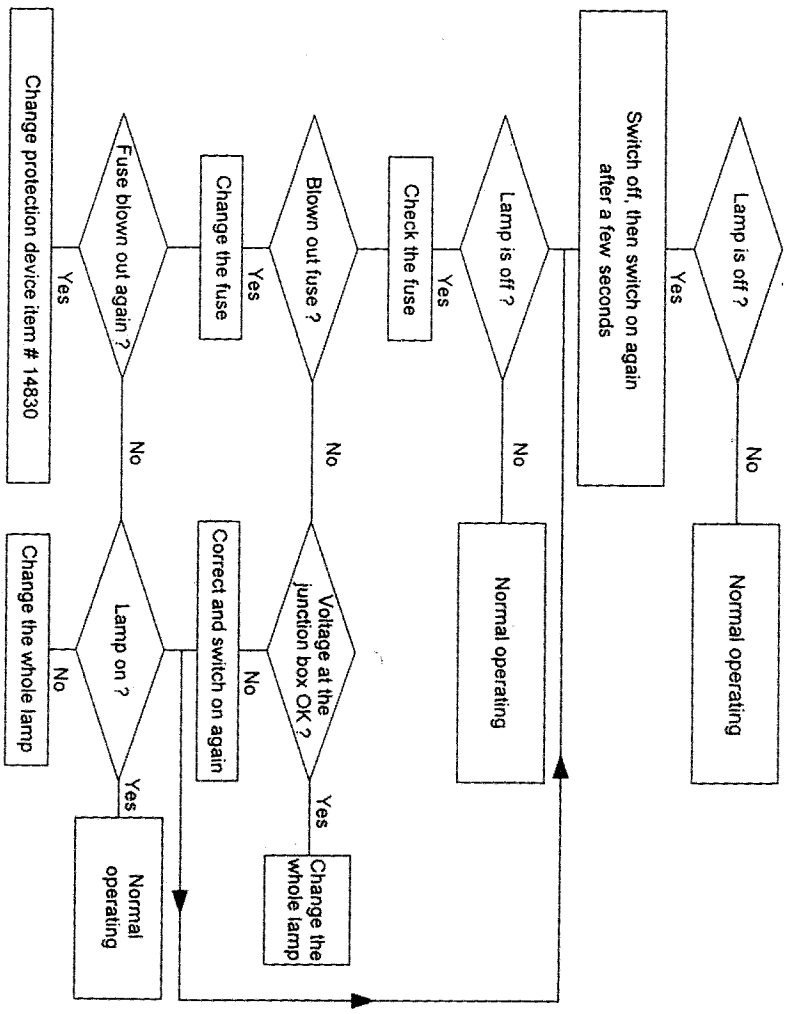 Lamp is off ?
No
Normal operating
Yes
Switch off, then switch on again
after a few seconds
Lamp is off ?
No
Normal operating
Yes
Check the fuse
Blown out fuse ?
No
Voltage at the
junction box OK ?
Yes
Change the
whole lamp
Yes
No
Change the fuse
Correct and switch on again
Fuse blown out again ?
No
Lamp on ?
Yes
Normal
operating
Yes
No
Change protection device item # 14830
Change the whole lamp